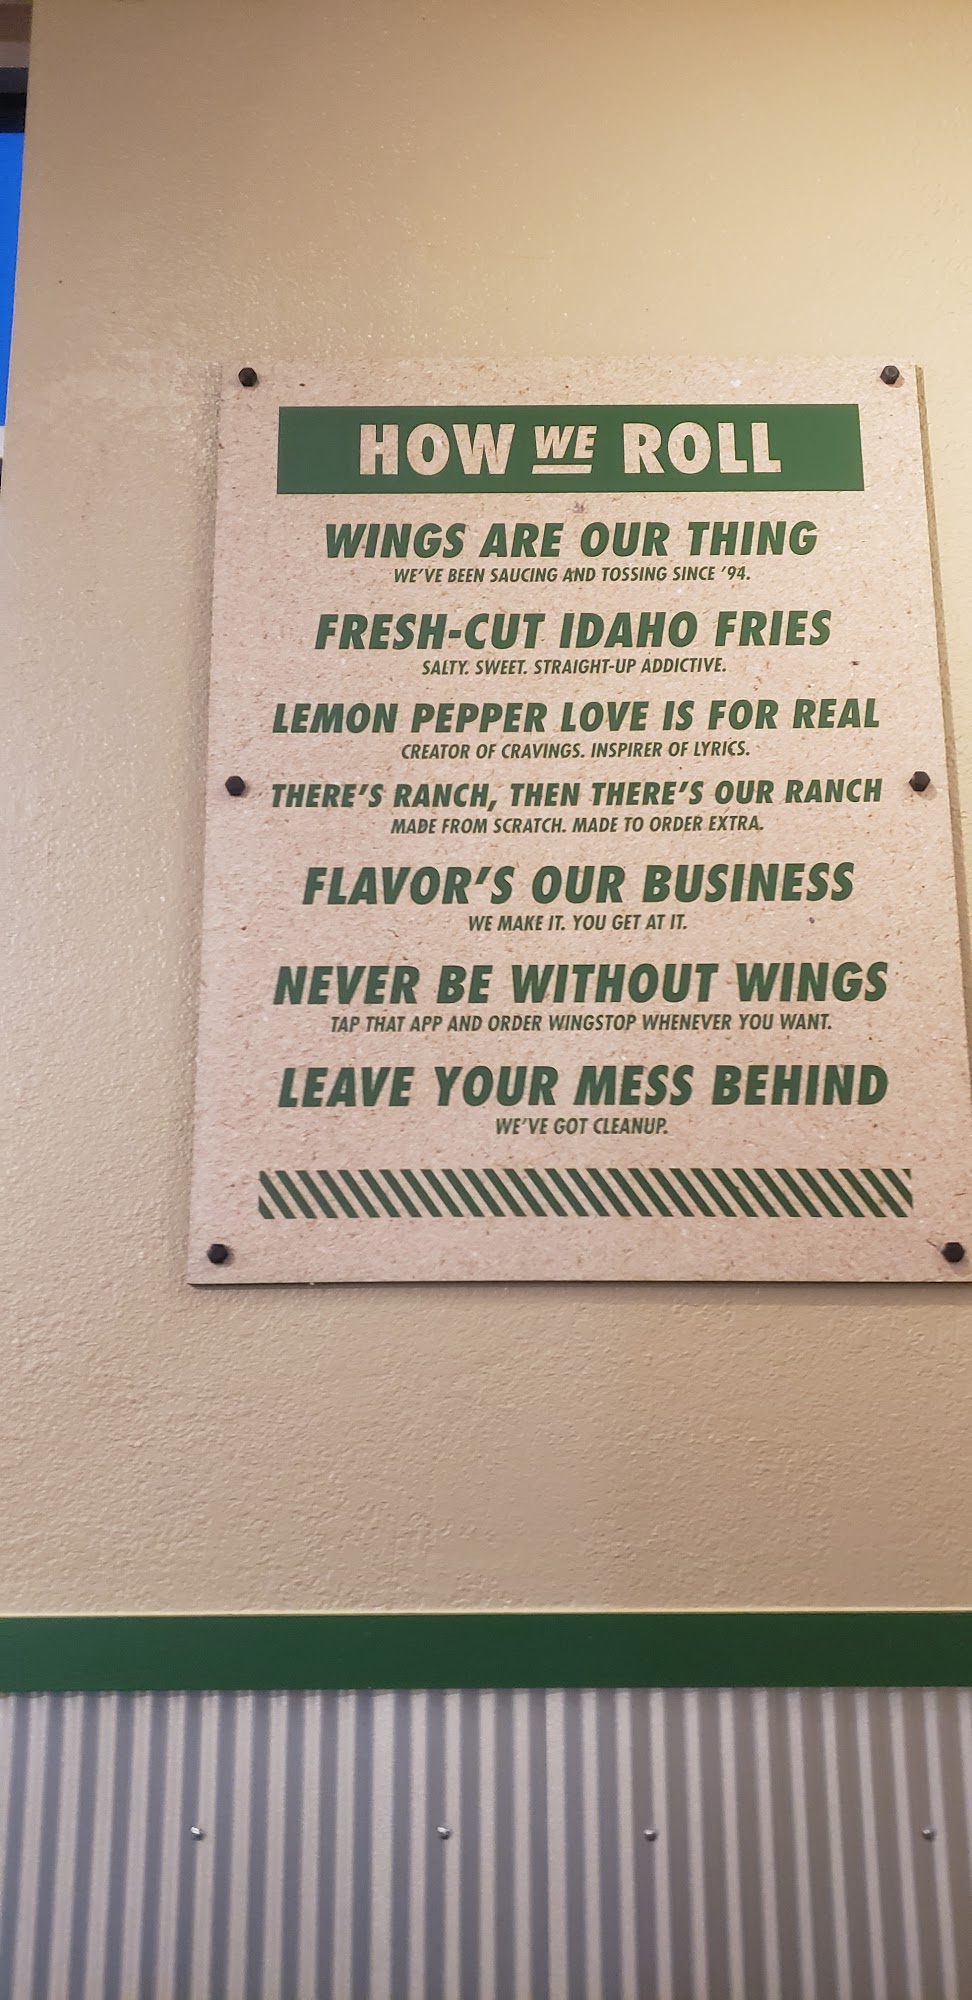 HOW WE ROLL
WINGS ARE OUR THING
WE'VE BEEN SAUCING AND TOSSING SINCE '94.
FRESH-CUT IDAHO FRIES
SALTY. SWEET. STRAIGHT-UP ADDICTIVE.
LEMON PEPPER LOVE IS FOR REAL
CREATOR OF CRAVINGS. INSPIRER OF LYRICS.
THERE'S RANCH, THEN THERE'S OUR RANCH
MADE FROM SCRATCH. MADE TO ORDER EXTRA.
FLAVOR'S OUR BUSINESS
WE MAKE IT. YOU GET AT IT.
NEVER BE WITHOUT WINGS
TAP THAT APP AND ORDER WINGSTOP WHENEVER YOU WANT.
LEAVE YOUR MESS BEHIND
WE'VE GOT CLEANUP.